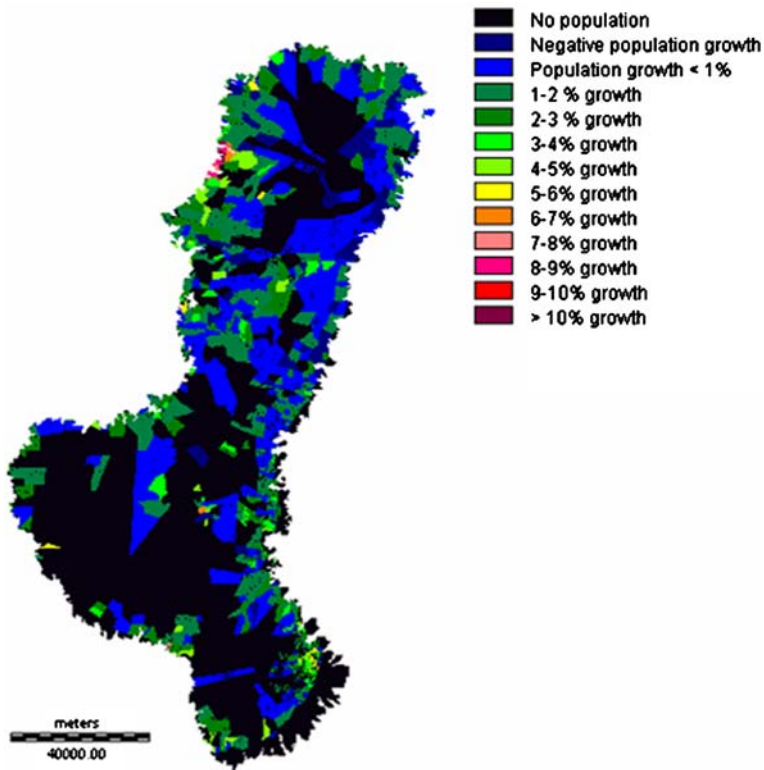 No population
Negative population growth
Population growth < 1%
1-2 % growth
2-3 % growth
3-4% growth
4-5% growth
5-6% growth
6-7% growth
7-8% growth
8-9% growth
9-10% growth
> 10% growth
meters
40000.00